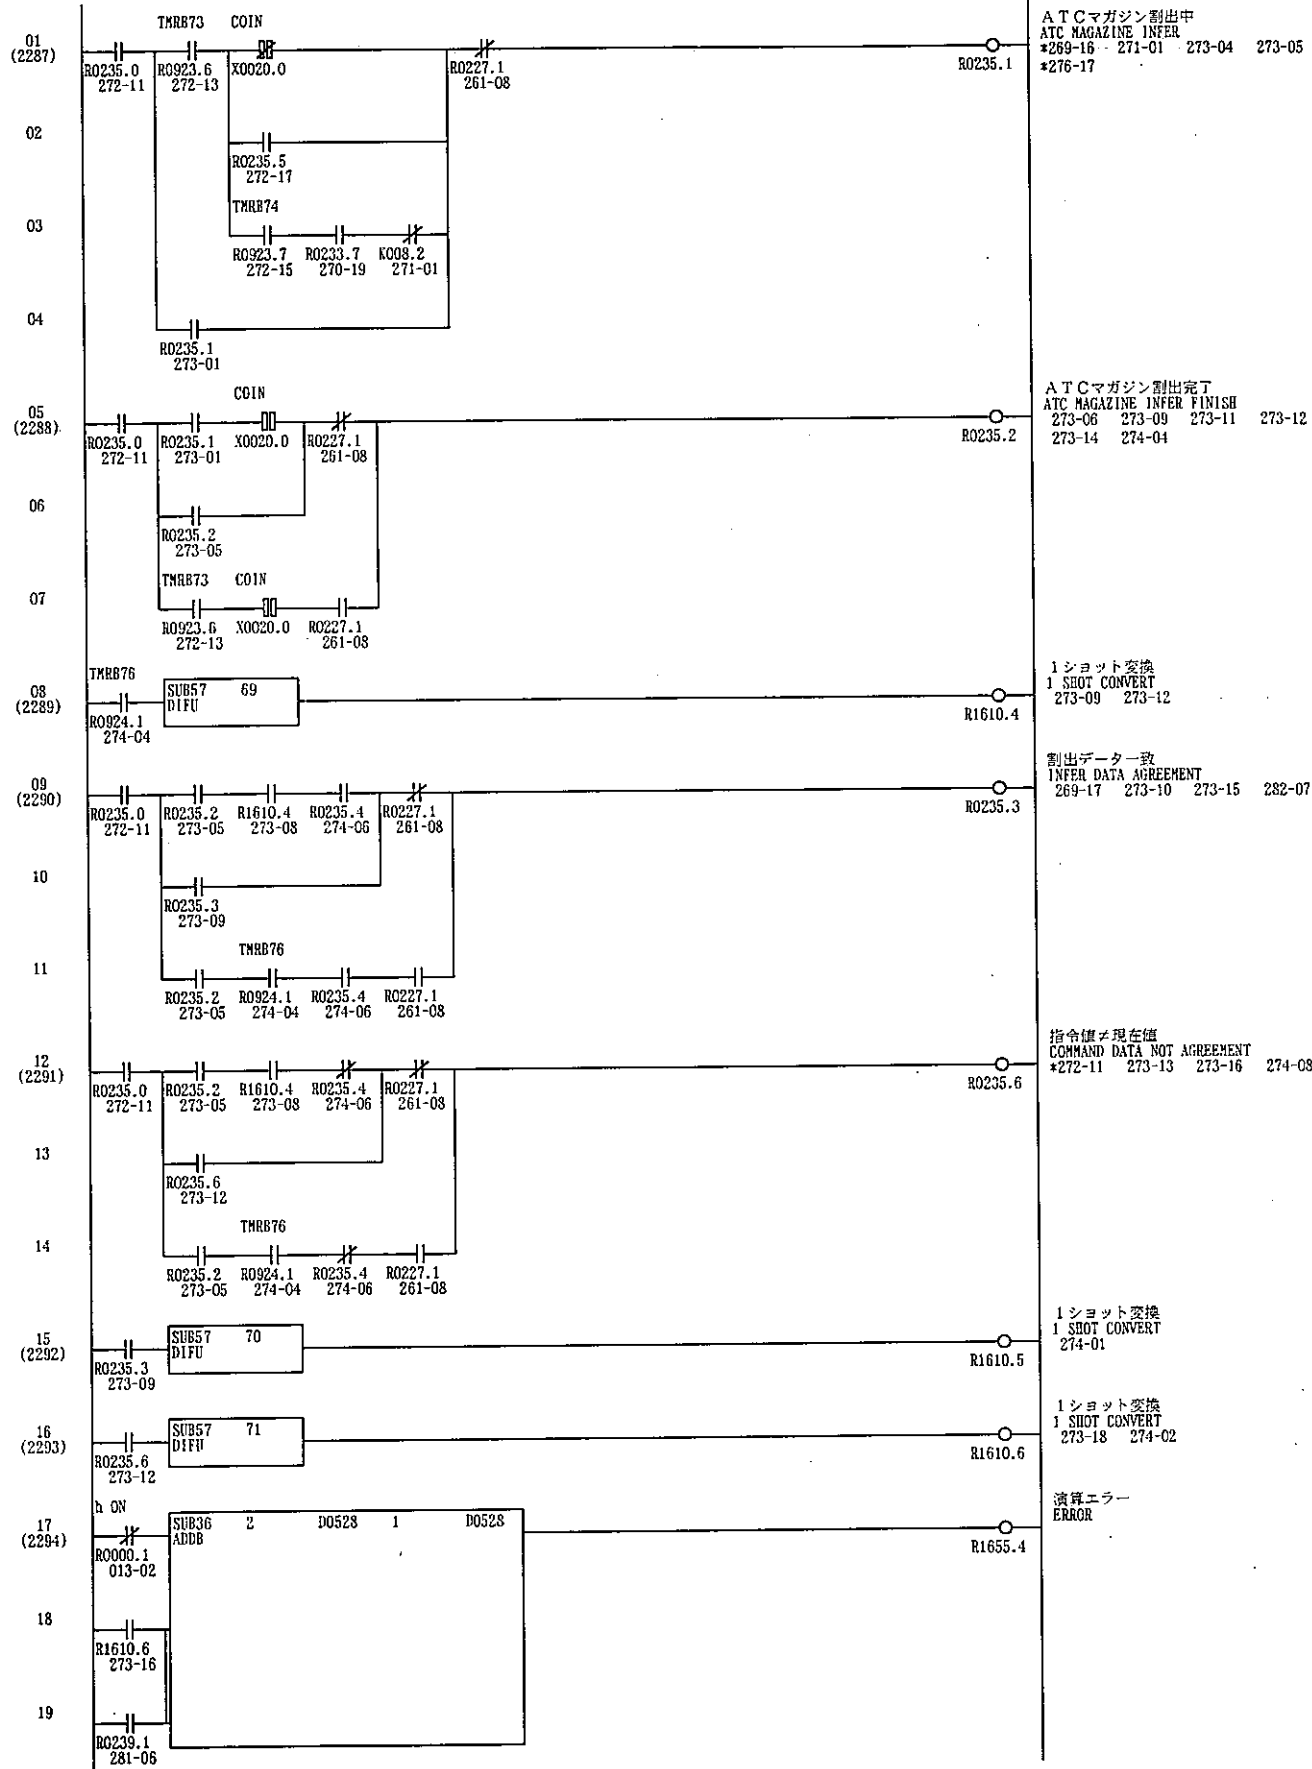 TMRB73 COIN
01
(2287)
R0235.0 R0923.6 X0020.0 R0227.1 R0235.1
272-11 272-13 261-08
ATCマガジン割出中
ATC MAGAZINE INFER
*269-16 271-01 273-04 273-05
*276-17
02
R0235.5
272-17
TMRB74
03
R0923.7 R0233.7 K008.2
272-15 270-19 271-01
04
R0235.1
273-01
COIN
05
(2288)
R0235.0 R0235.1 X0020.0 R0227.1 R0235.2
272-11 273-01 261-08
ATCマガジン割出完了
ATC MAGAZINE INFER FINISH
273-06 273-09 273-11 273-12
273-14 274-04
06
R0235.2
273-05
TMRB73 COIN
07
R0923.6 X0020.0 R0227.1
272-13 261-08
TMRB76
08
(2289)
SUB57 69
DIFU
R0924.1 R1610.4
274-04
1ショット変換
1 SHOT CONVERT
273-09 273-12
09
(2290)
R0235.0 R0235.2 R1610.4 R0235.4 R0227.1 R0235.3
272-11 273-05 273-08 274-06 261-08
割出データ一致
INFER DATA AGREEMENT
269-17 273-10 273-15 282-07
10
R0235.3
273-09
TMRB76
11
R0235.2 R0924.1 R0235.4 R0227.1
273-05 274-04 274-06 261-08
12
(2291)
R0235.0 R0235.2 R1610.4 R0235.4 R0227.1 R0235.6
272-11 273-05 273-08 274-06 261-08
指令値≠現在値
COMMAND DATA NOT AGREEMENT
*272-11 273-13 273-16 274-08
13
R0235.6
273-12
TMRB76
14
R0235.2 R0924.1 R0235.4 R0227.1
273-05 274-04 274-06 261-08
15
(2292)
SUB57 70
DIFU
R0235.3 R1610.5
273-09
1ショット変換
1 SHOT CONVERT
274-01
16
(2293)
SUB57 71
DIFU
R0235.6 R1610.6
273-12
1ショット変換
1 SHOT CONVERT
273-18 274-02
h ON
17
(2294)
SUB36 2 D0528 1 D0528
ADDB
R0000.1 R1655.4
013-02
演算エラー
ERROR
18
R1610.6
273-16
19
R0239.1
281-06